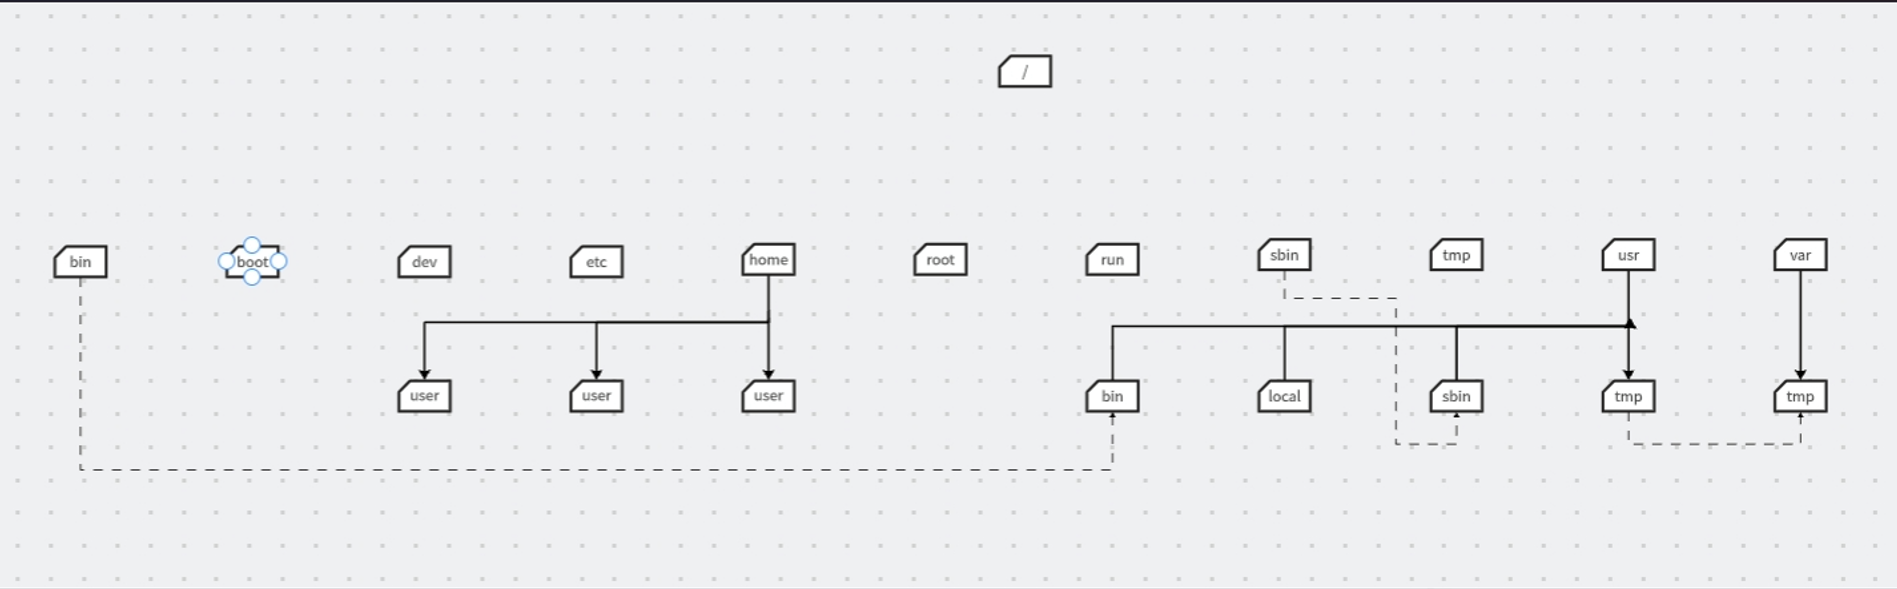 /
bin
boot
dev
etc
home
root
run
sbin
tmp
usr
var
user
user
user
bin
local
sbin
tmp
tmp